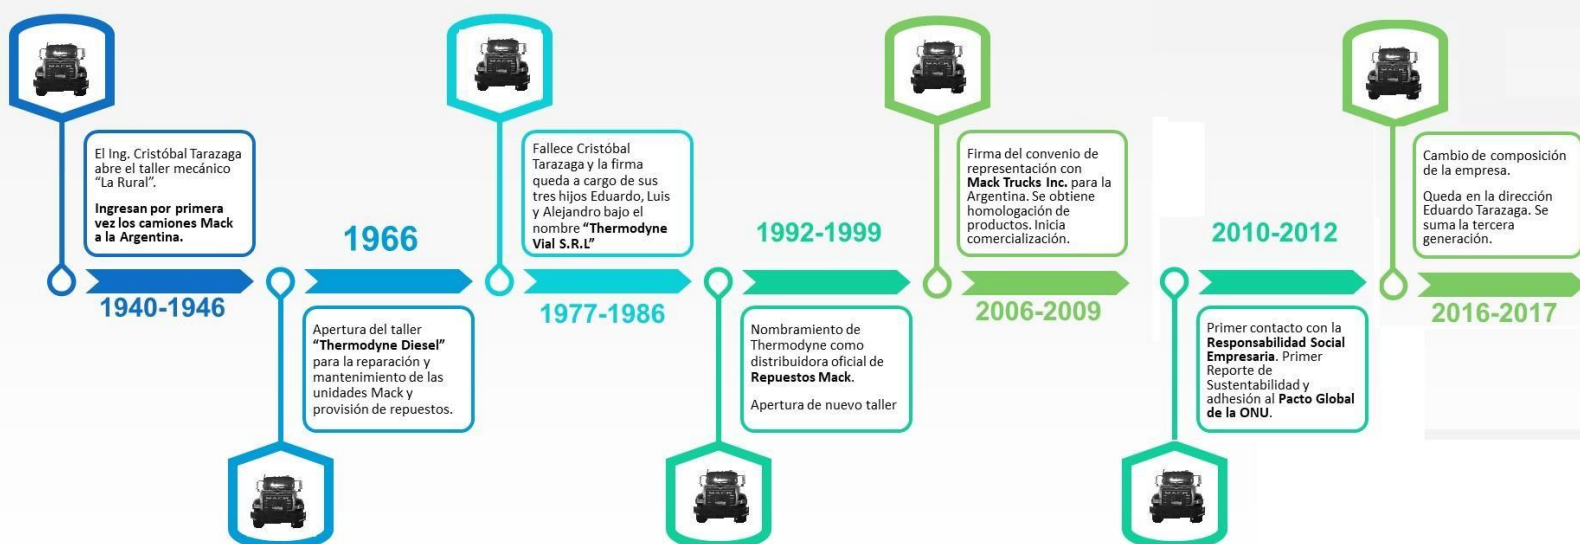 El Ing. Cristóbal Tarazaga
abre el taller mecánico
“La Rural”.
Ingresan por primera
vez los camiones Mack
a la Argentina.
1940-1946
1966
Apertura del taller
“Thermodyne Diesel”
para la reparación y
mantenimiento de las
unidades Mack y
provisión de repuestos.
Fallece Cristóbal
Tarazaga y la firma
queda a cargo de sus
tres hijos Eduardo, Luis
y Alejandro bajo el
nombre “Thermodyne
Vial S.R.L”
1977-1986
1992-1999
Nombramiento de
Thermodyne como
distribuidora oficial de
Repuestos Mack.
Apertura de nuevo taller
Firma del convenio de
representación con
Mack Trucks Inc. para la
Argentina. Se obtiene
homologación de
productos. Inicia
comercialización.
2006-2009
2010-2012
Primer contacto con la
Responsabilidad Social
Empresaria. Primer
Reporte de
Sustentabilidad y
adhesión al Pacto Global
de la ONU.
Cambio de composición
de la empresa.
Queda en la dirección
Eduardo Tarazaga. Se
suma la tercera
generación.
2016-2017